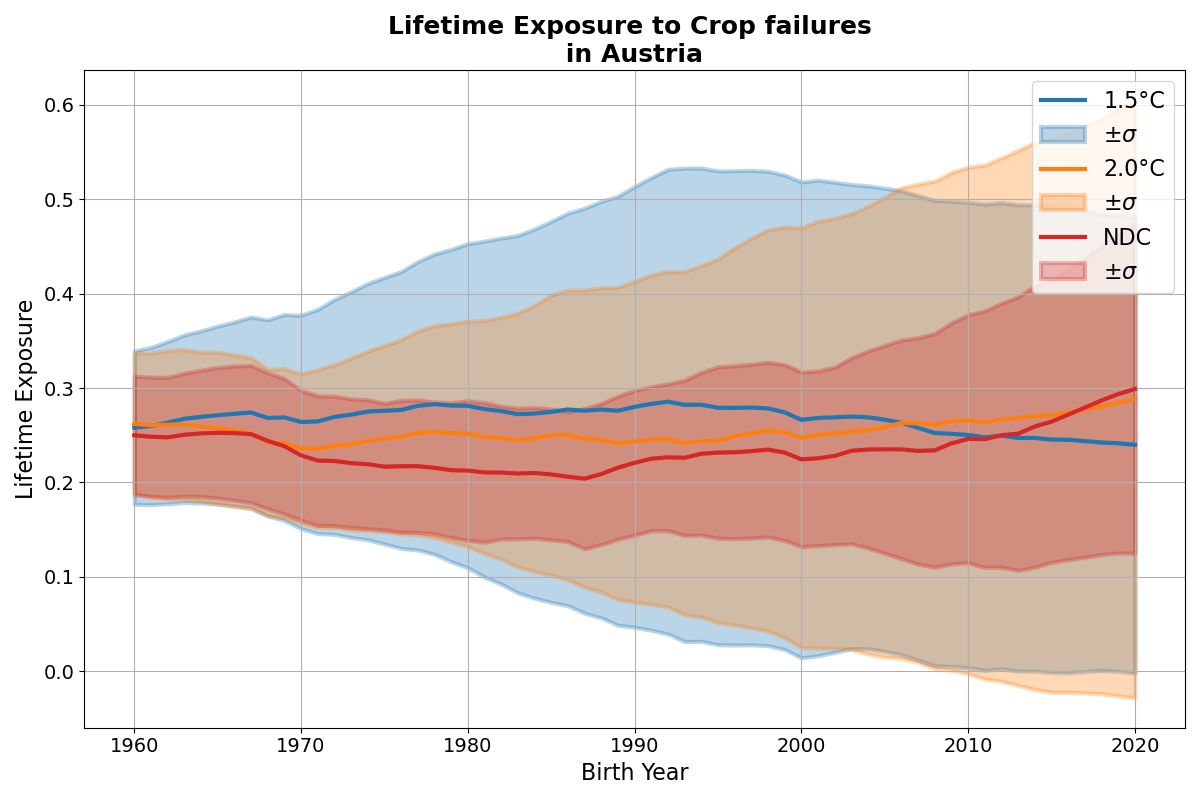 Lifetime Exposure to Crop failures
in Austria
Lifetime Exposure
0.6
0.5
0.4
0.3
0.2
0.1
0.0
1.5°C
±σ
2.0°C
±σ
NDC
±σ
1960 1970 1980 1990 2000 2010 2020
Birth Year